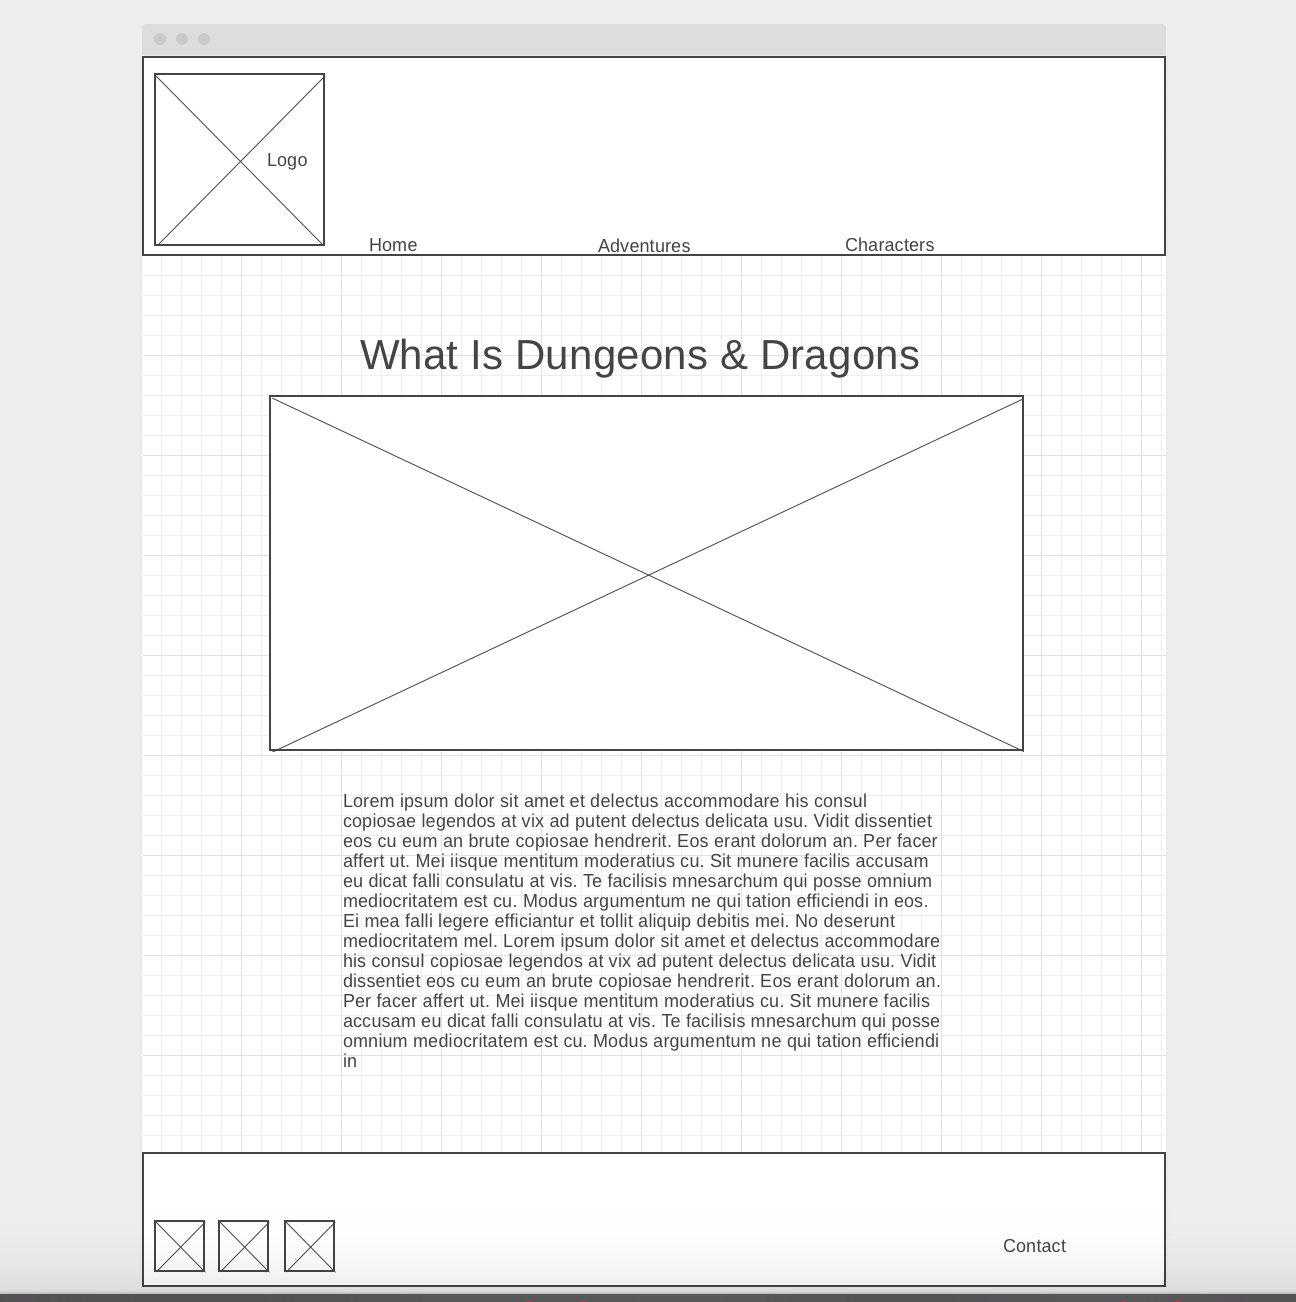 Logo
Home
Adventures
Characters
What Is Dungeons & Dragons
Lorem ipsum dolor sit amet et delectus accommodare his consul
copiosae legendos at vix ad putent delectus delicata usu. Vidit dissentiet
eos cu eum an brute copiosae hendrerit. Eos erant dolorum an. Per facer
affert ut. Mei iisque mentitum moderatius cu. Sit munere facilis accusam
eu dicat falli consulatu at vis. Te facilisis mnesarchum qui posse omnium
mediocritatem est cu. Modus argumentum ne qui tation efficiendi in eos.
Ei mea falli legere efficiantur et tollit aliquip debitis mei. No deserunt
mediocritatem mel. Lorem ipsum dolor sit amet et delectus accommodare
his consul copiosae legendos at vix ad putent delectus delicata usu. Vidit
dissentiet eos cu eum an brute copiosae hendrerit. Eos erant dolorum an.
Per facer affert ut. Mei iisque mentitum moderatius cu. Sit munere facilis
accusam eu dicat falli consulatu at vis. Te facilisis mnesarchum qui posse
omnium mediocritatem est cu. Modus argumentum ne qui tation efficiendi
in
Contact